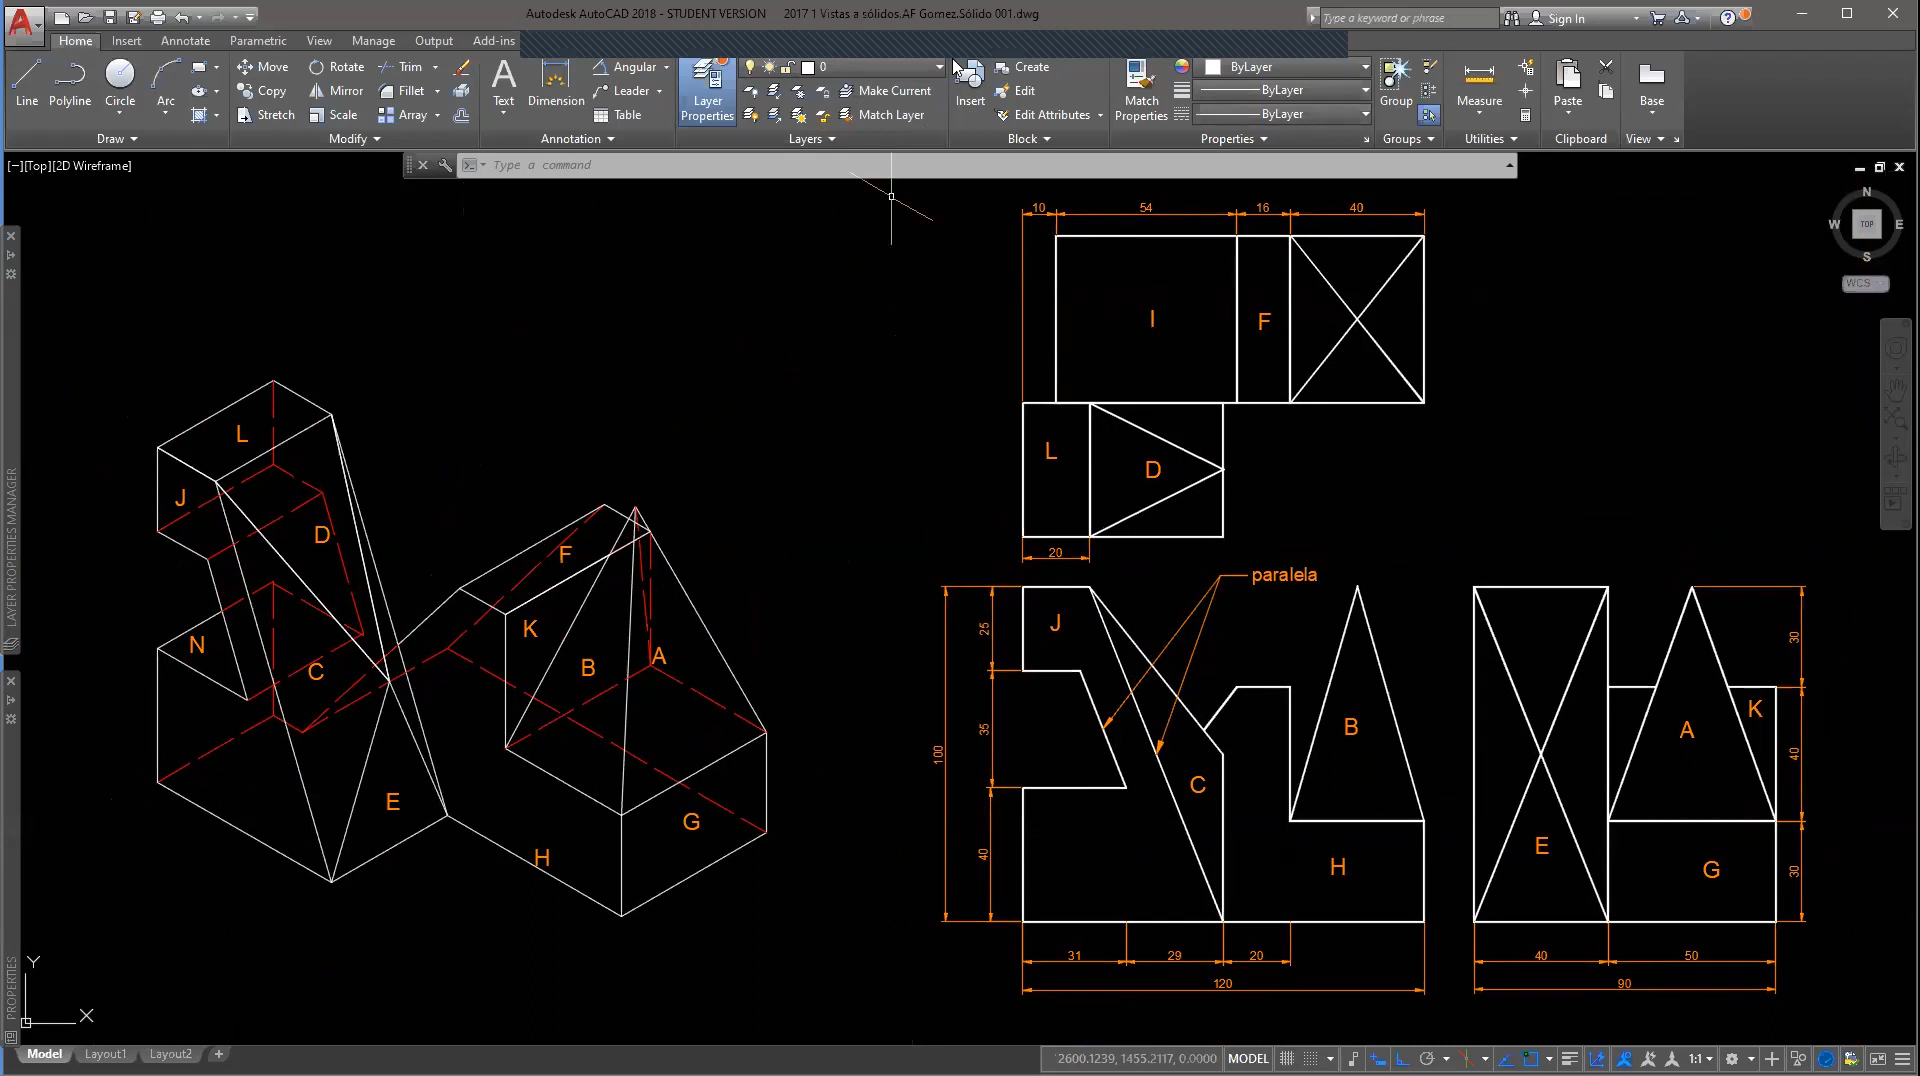 Autodesk AutoCAD 2018 - STUDENT VERSION 2017 1 Vistas a sólidos.AF Gomez.Sólido 001.dwg
Type a keyword or phrase
Sign In
Home Insert Annotate Parametric View Manage Output Add-ins
Line Polyline Circle Arc
Move Rotate Trim
Copy Mirror Fillet
Stretch Scale Array
Text Dimension
Angular
Leader
Table
Layer Properties
0
Make Current
Match Layer
Insert
Create
Edit
Edit Attributes
Match Properties
ByLayer
ByLayer
ByLayer
Group
Measure
Paste
Base
Draw Modify Annotation Layers Block Properties Groups Utilities Clipboard View
[−][Top][2D Wireframe]
Type a command
N
W TOP E
S
WCS
LAYER PROPERTIES MANAGER
PROPERTIES
10 54 16 40
I F
L D
20
paralela
L
J
D
F
K
N
C
B
A
E
G
H
J
B
C
H
25
35
40
100
31 29 20
120
A
K
E
G
30
40
30
40 50
90
Y
X
Model Layout1 Layout2 +
2600.1239, 1455.2117, 0.0000 MODEL
1:1